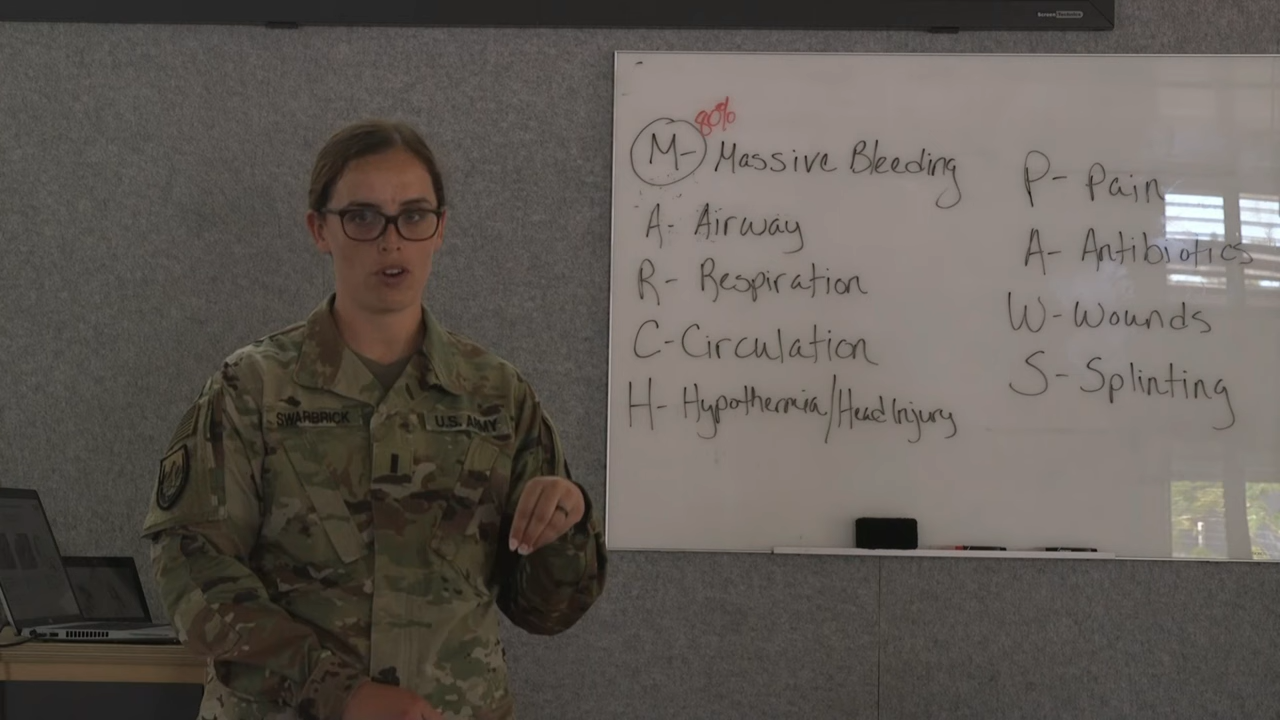 80%
M- Massive Bleeding
A- Airway
R- Respiration
C- Circulation
H- Hypothermia/Head Injury
P- Pain
A- Antibiotics
W- Wounds
S- Splinting
SWARBRICK
U.S. ARMY